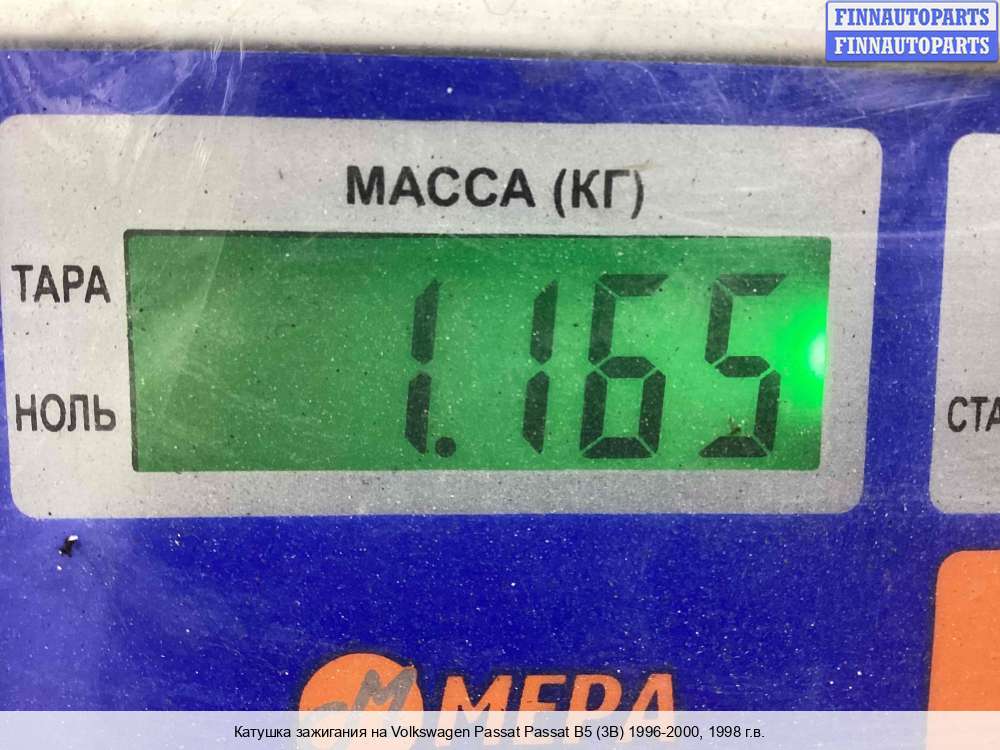 FINNAUTOPARTS
FINNAUTOPARTS
МАССА (КГ)
ТАРА
1.165
НОЛЬ
СТА
МЕРА
Катушка зажигания на Volkswagen Passat Passat B5 (3B) 1996-2000, 1998 г.в.